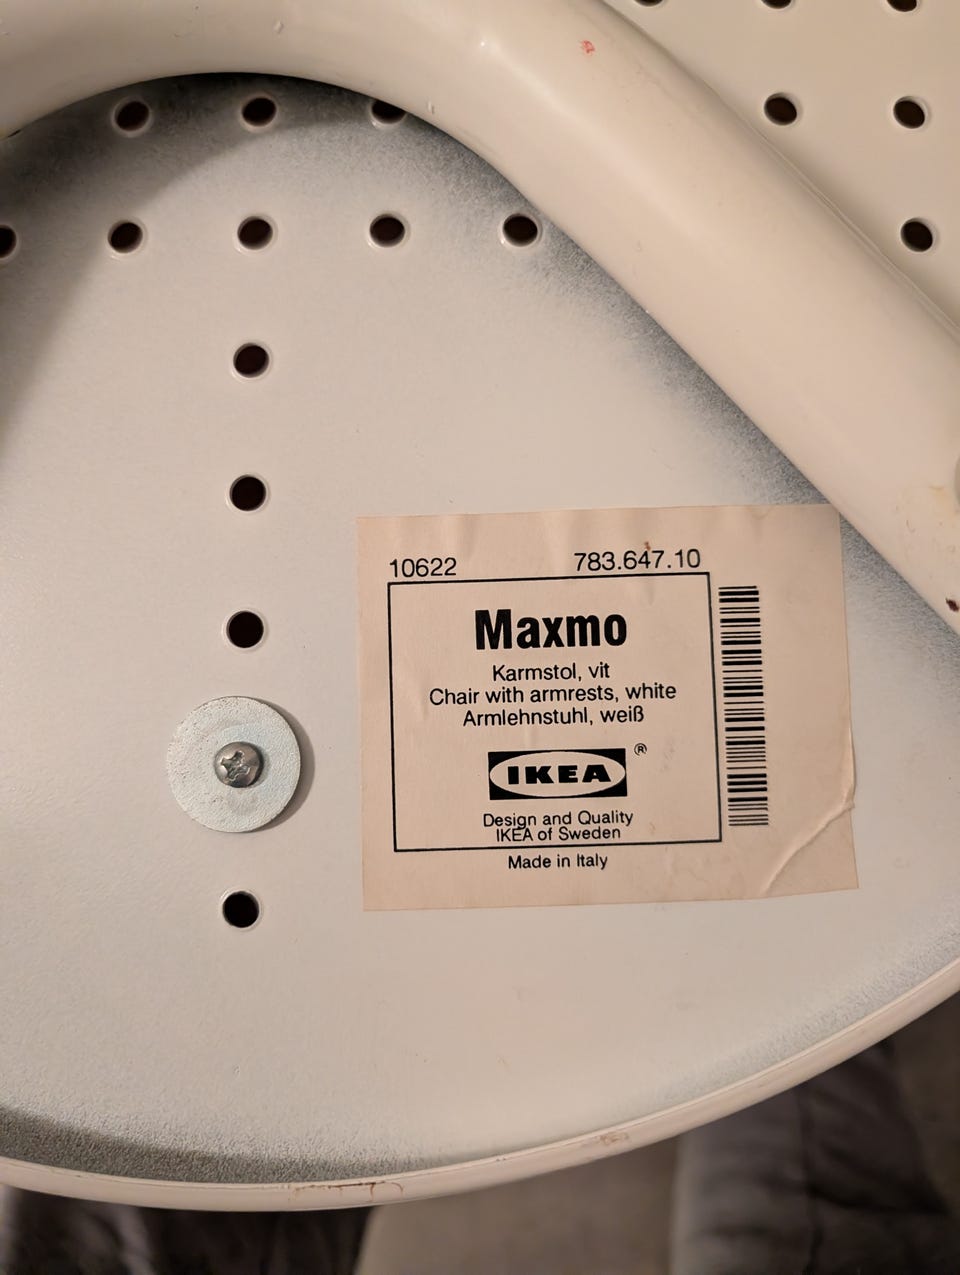 10622 783.647.10
Maxmo
Karmstol, vit
Chair with armrests, white
Armlehnstuhl, weiß
IKEA ®
Design and Quality
IKEA of Sweden
Made in Italy